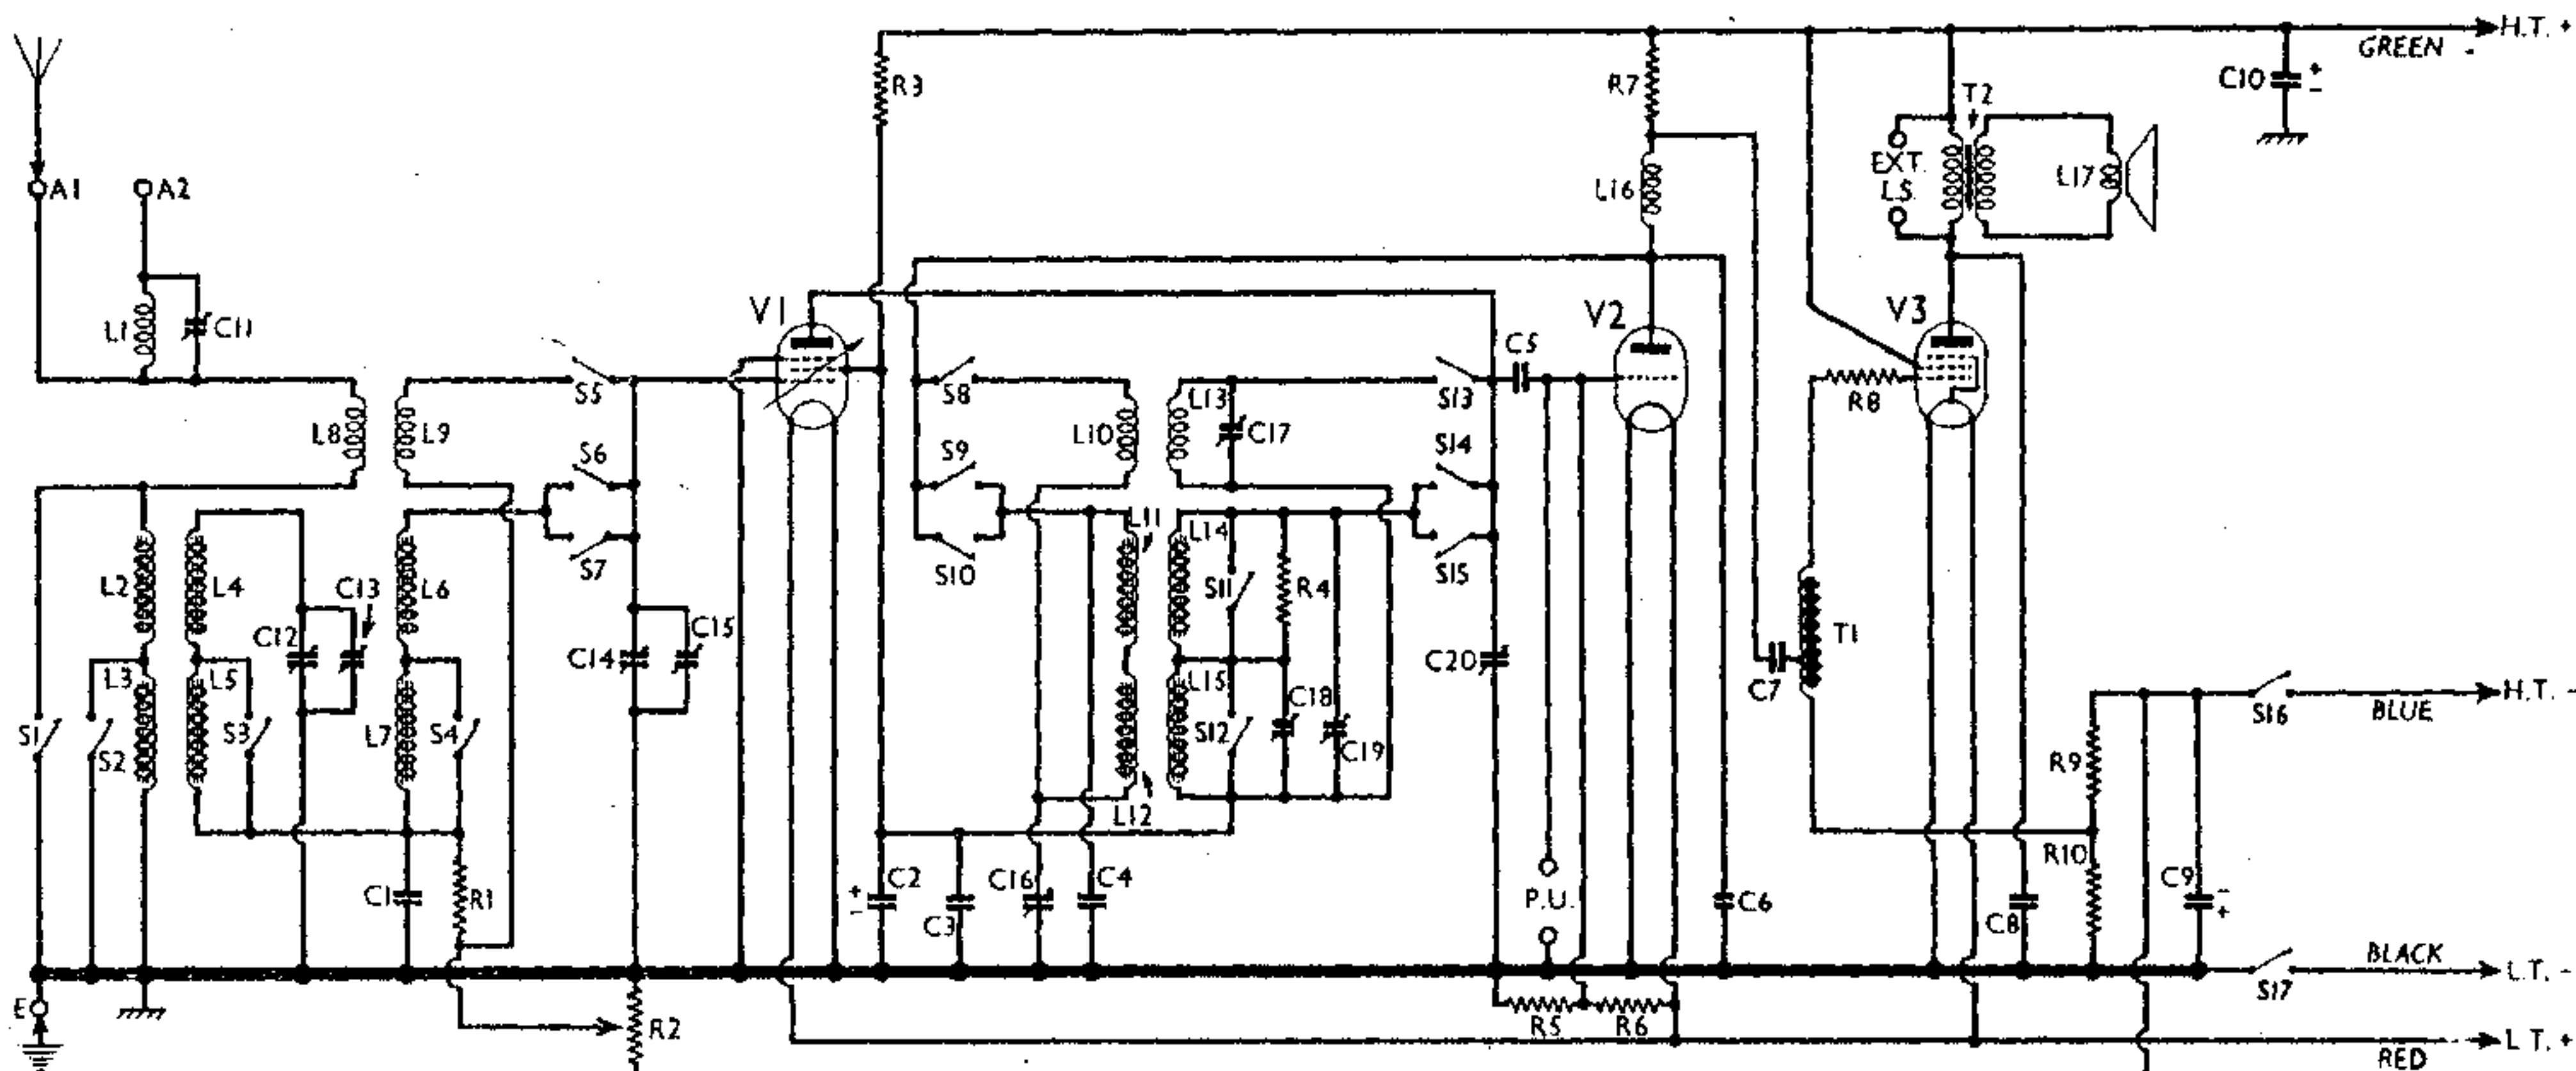 H.T. +
GREEN -
C10 + -
R3
R7
T2
EXT. L.S.
L17
A1
A2
L1
C11
L16
V1
V2
V3
C5
S5
S8
L13
S13
R8
L8
L9
L10
C17
S6
S9
S14
S7
S10
L11
L14
S15
L2
L4
C13
L6
S11
R4
C12
C14
C15
C20
T1
C7
L3
L5
L15
H.T. -
S1
S2
S3
L7
S4
S12
C18
C19
S16
BLUE
R9
L12
R10
C1
R1
+ - C2
C3
C16
C4
P.U.
C6
C8
C9 - +
BLACK
L.T. -
S17
E
R2
R5
R6
L.T. +
RED